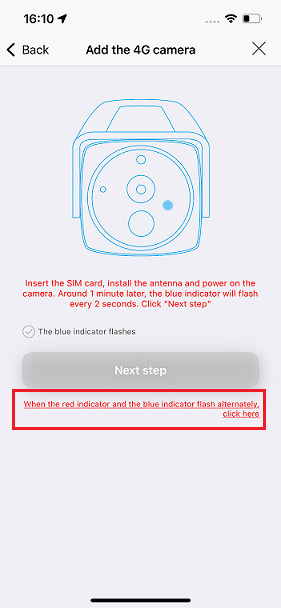 16:10
Back
Add the 4G camera
Insert the SIM card, install the antenna and power on the
camera. Around 1 minute later, the blue indicator will flash
every 2 seconds. Click "Next step"
The blue indicator flashes
Next step
When the red indicator and the blue indicator flash alternately,
click here